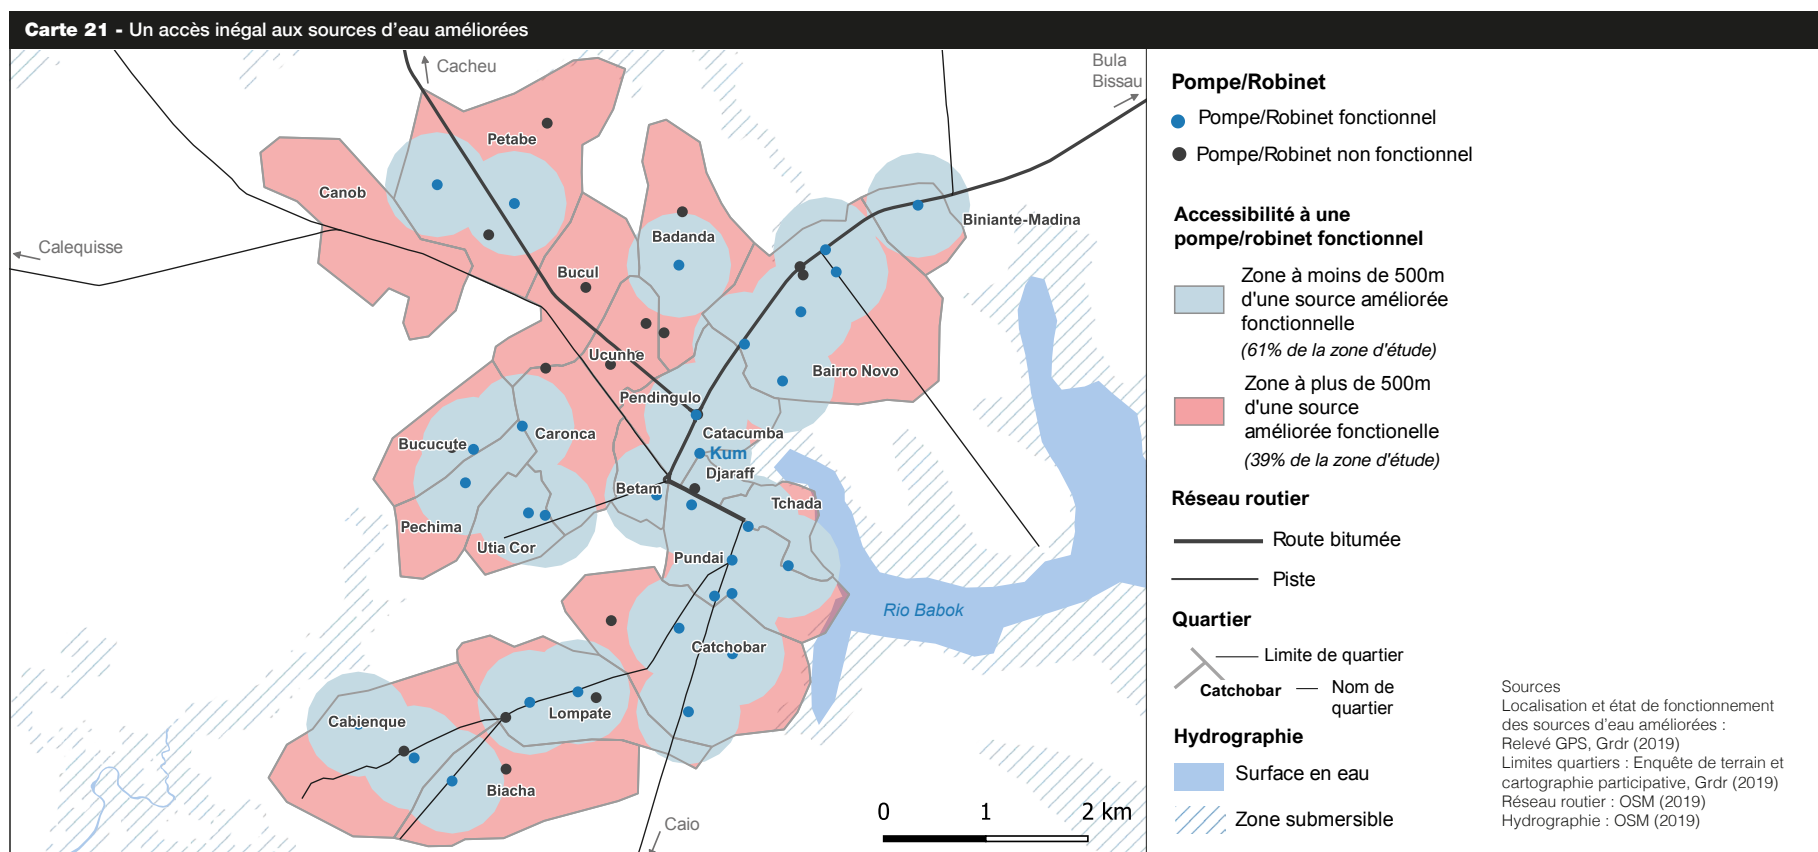 Carte 21 - Un accès inégal aux sources d'eau améliorées
Cacheu
Bula
Bissau
Petabe
Canob
Calequisse
Badanda
Biniante-Madina
Bucul
Ucunhe
Bairro Novo
Pendingulo
Catacumba
Kum
Caronca
Bucucute
Djaraff
Betam
Tchada
Pechima
Utia Cor
Pundai
Rio Babok
Catchobar
Cabienque
Lompate
Biacha
Caio
0 1 2 km
Pompe/Robinet
Pompe/Robinet fonctionnel
Pompe/Robinet non fonctionnel
Accessibilité à une
pompe/robinet fonctionnel
Zone à moins de 500m
d'une source améliorée
fonctionnelle
(61% de la zone d'étude)
Zone à plus de 500m
d'une source
améliorée fonctionelle
(39% de la zone d'étude)
Réseau routier
Route bitumée
Piste
Quartier
Limite de quartier
Catchobar
Nom de
quartier
Hydrographie
Surface en eau
Zone submersible
Sources
Localisation et état de fonctionnement
des sources d'eau améliorées :
Relevé GPS, Grdr (2019)
Limites quartiers : Enquête de terrain et
cartographie participative, Grdr (2019)
Réseau routier : OSM (2019)
Hydrographie : OSM (2019)